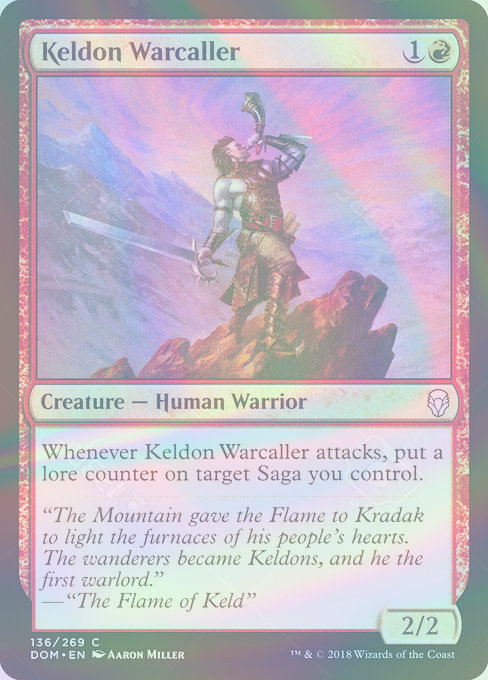 Keldon Warcaller 1
Creature — Human Warrior
Whenever Keldon Warcaller attacks, put a
lore counter on target Saga you control.
“The Mountain gave the Flame to Kradak
to light the furnaces of his people’s hearts.
The wanderers became Keldons, and he the
first warlord.”
—“The Flame of Keld”
2/2
136/269 C
DOM • EN Aaron Miller
™ & © 2018 Wizards of the Coast